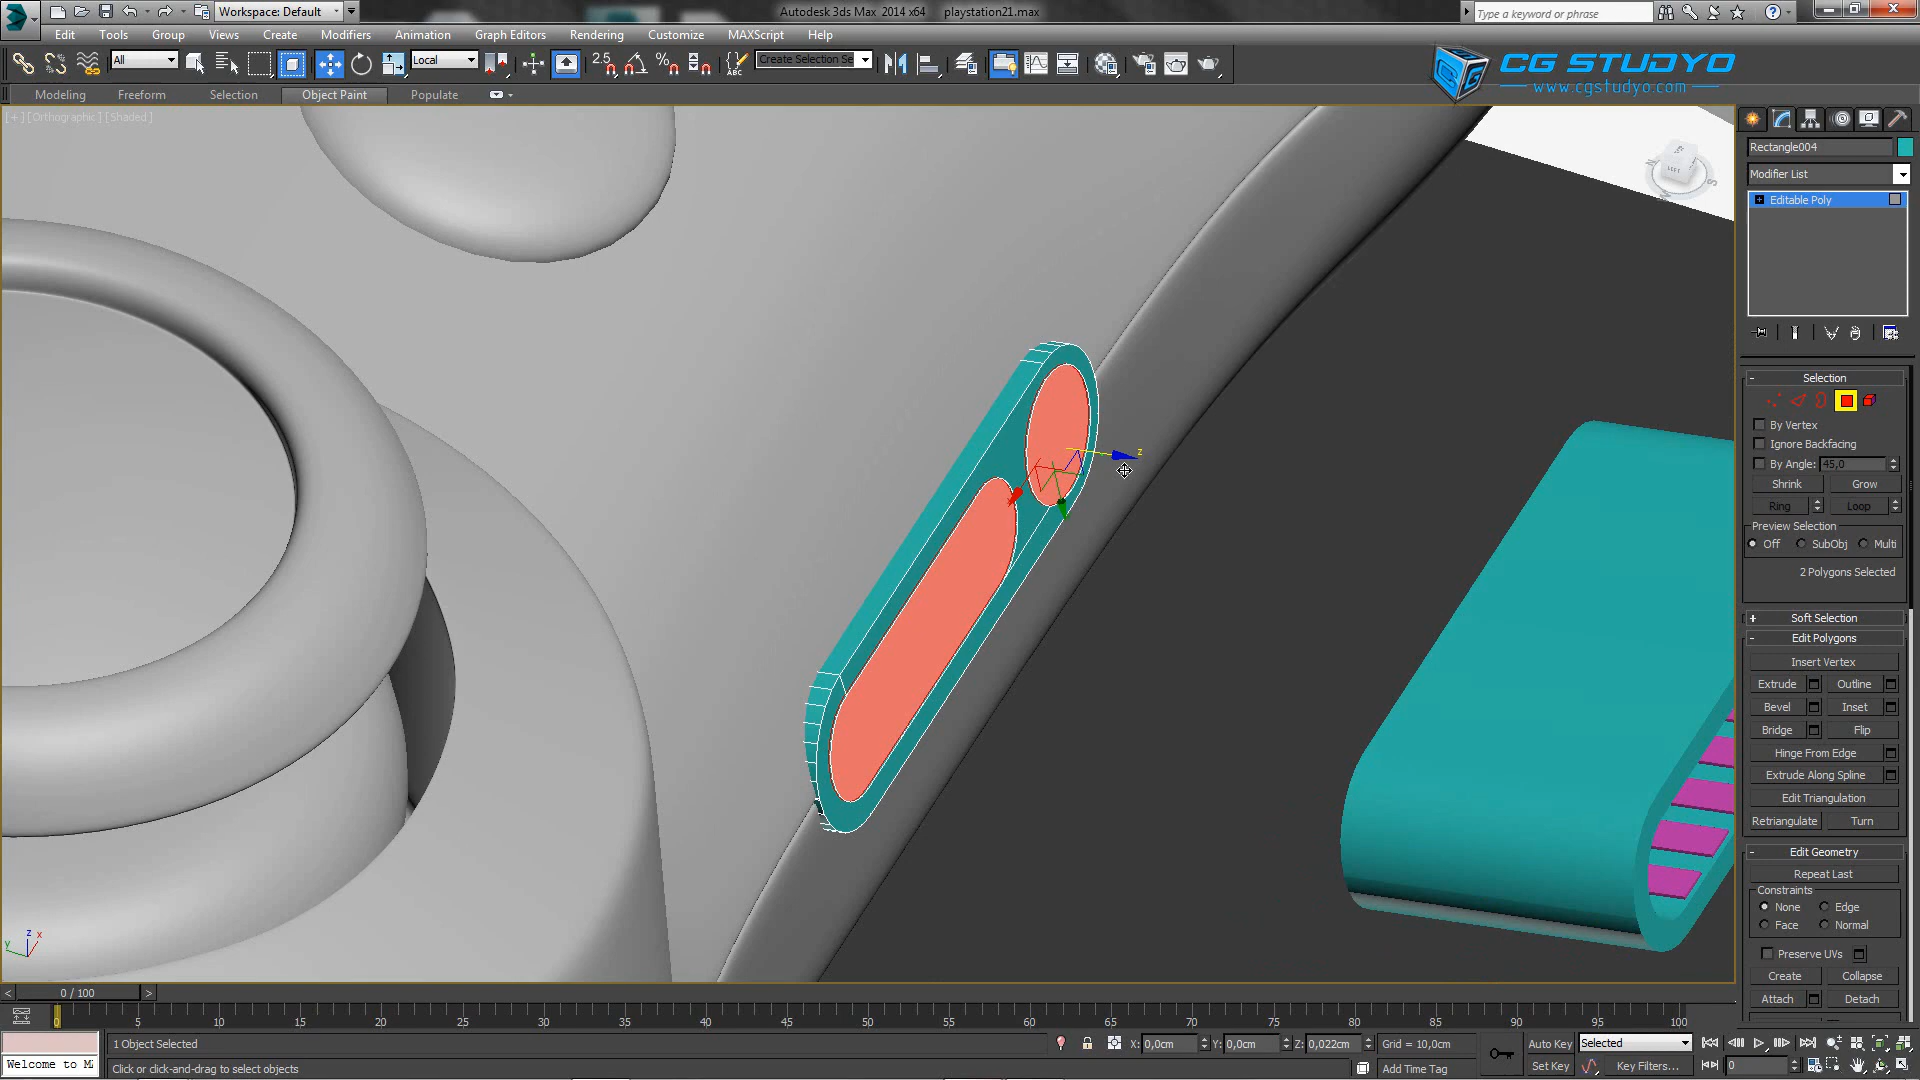 Workspace: Default
Autodesk 3ds Max 2014 x64 playstation21.max
Type a keyword or phrase
Edit Tools Group Views Create Modifiers Animation Graph Editors Rendering Customize MAXScript Help
All
Local
2.5
Create Selection Se
CG STUDYO
www.cgstudyo.com
Modeling Freeform Selection Object Paint Populate
[+] [Orthographic] [Shaded]
LEFT
S
Rectangle004
Modifier List
Editable Poly
Selection
By Vertex
Ignore Backfacing
By Angle: 45,0
Shrink Grow
Ring Loop
Preview Selection
Off SubObj Multi
2 Polygons Selected
Soft Selection
Edit Polygons
Insert Vertex
Extrude Outline
Bevel Inset
Bridge Flip
Hinge From Edge
Extrude Along Spline
Edit Triangulation
Retriangulate Turn
Edit Geometry
Repeat Last
Constraints
None Edge
Face Normal
Preserve UVs
Create Collapse
Attach Detach
z
z x
y
< 0 / 100 >
0 5 10 15 20 25 30 35 40 45 50 55 60 65 70 75 80 85 90 95 100
1 Object Selected
X: 0,0cm Y: 0,0cm Z: 0,022cm Grid = 10,0cm
Auto Key Selected
Welcome to M
Click or click-and-drag to select objects
Add Time Tag
Set Key Key Filters...
0